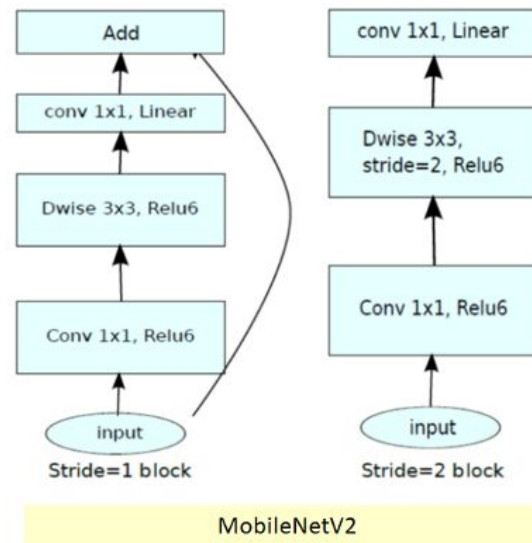 Add
conv 1x1, Linear
Dwise 3x3, Relu6
Conv 1x1, Relu6
input
Stride=1 block
conv 1x1, Linear
Dwise 3x3,
stride=2, Relu6
Conv 1x1, Relu6
input
Stride=2 block
MobileNetV2